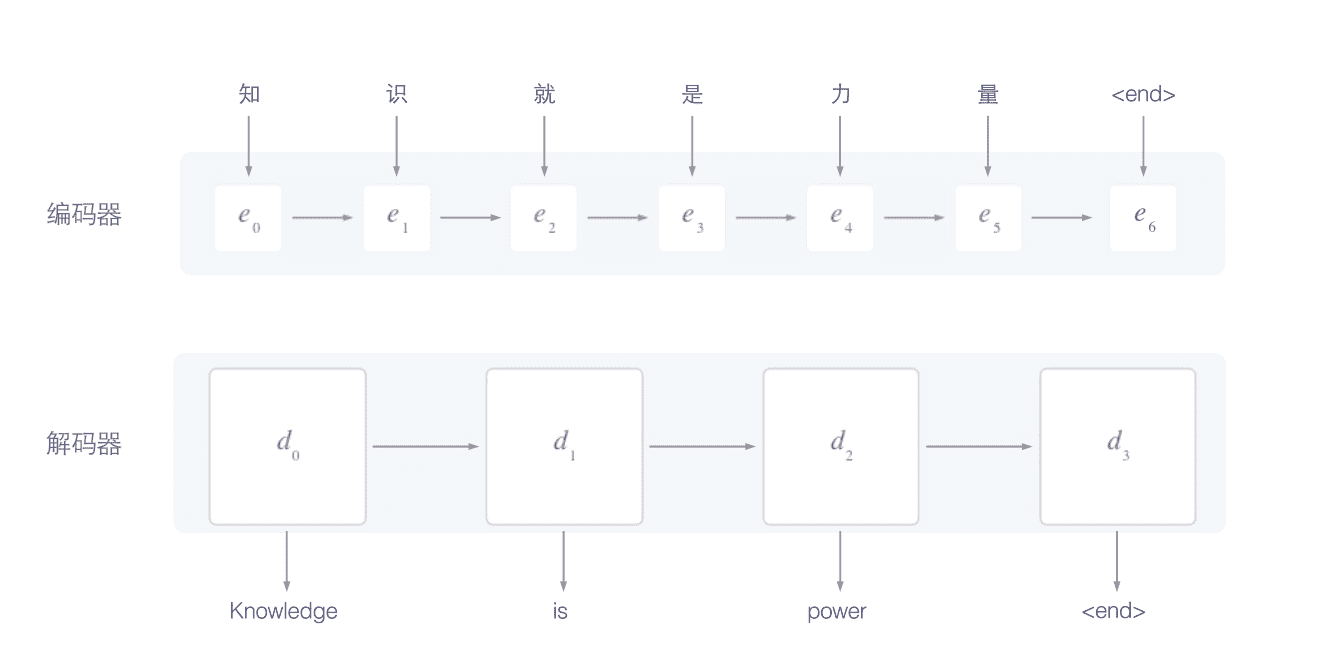 知 识 就 是 力 量 <end>
编码器 e0 e1 e2 e3 e4 e5 e6
解码器 d0 d1 d2 d3
Knowledge is power <end>